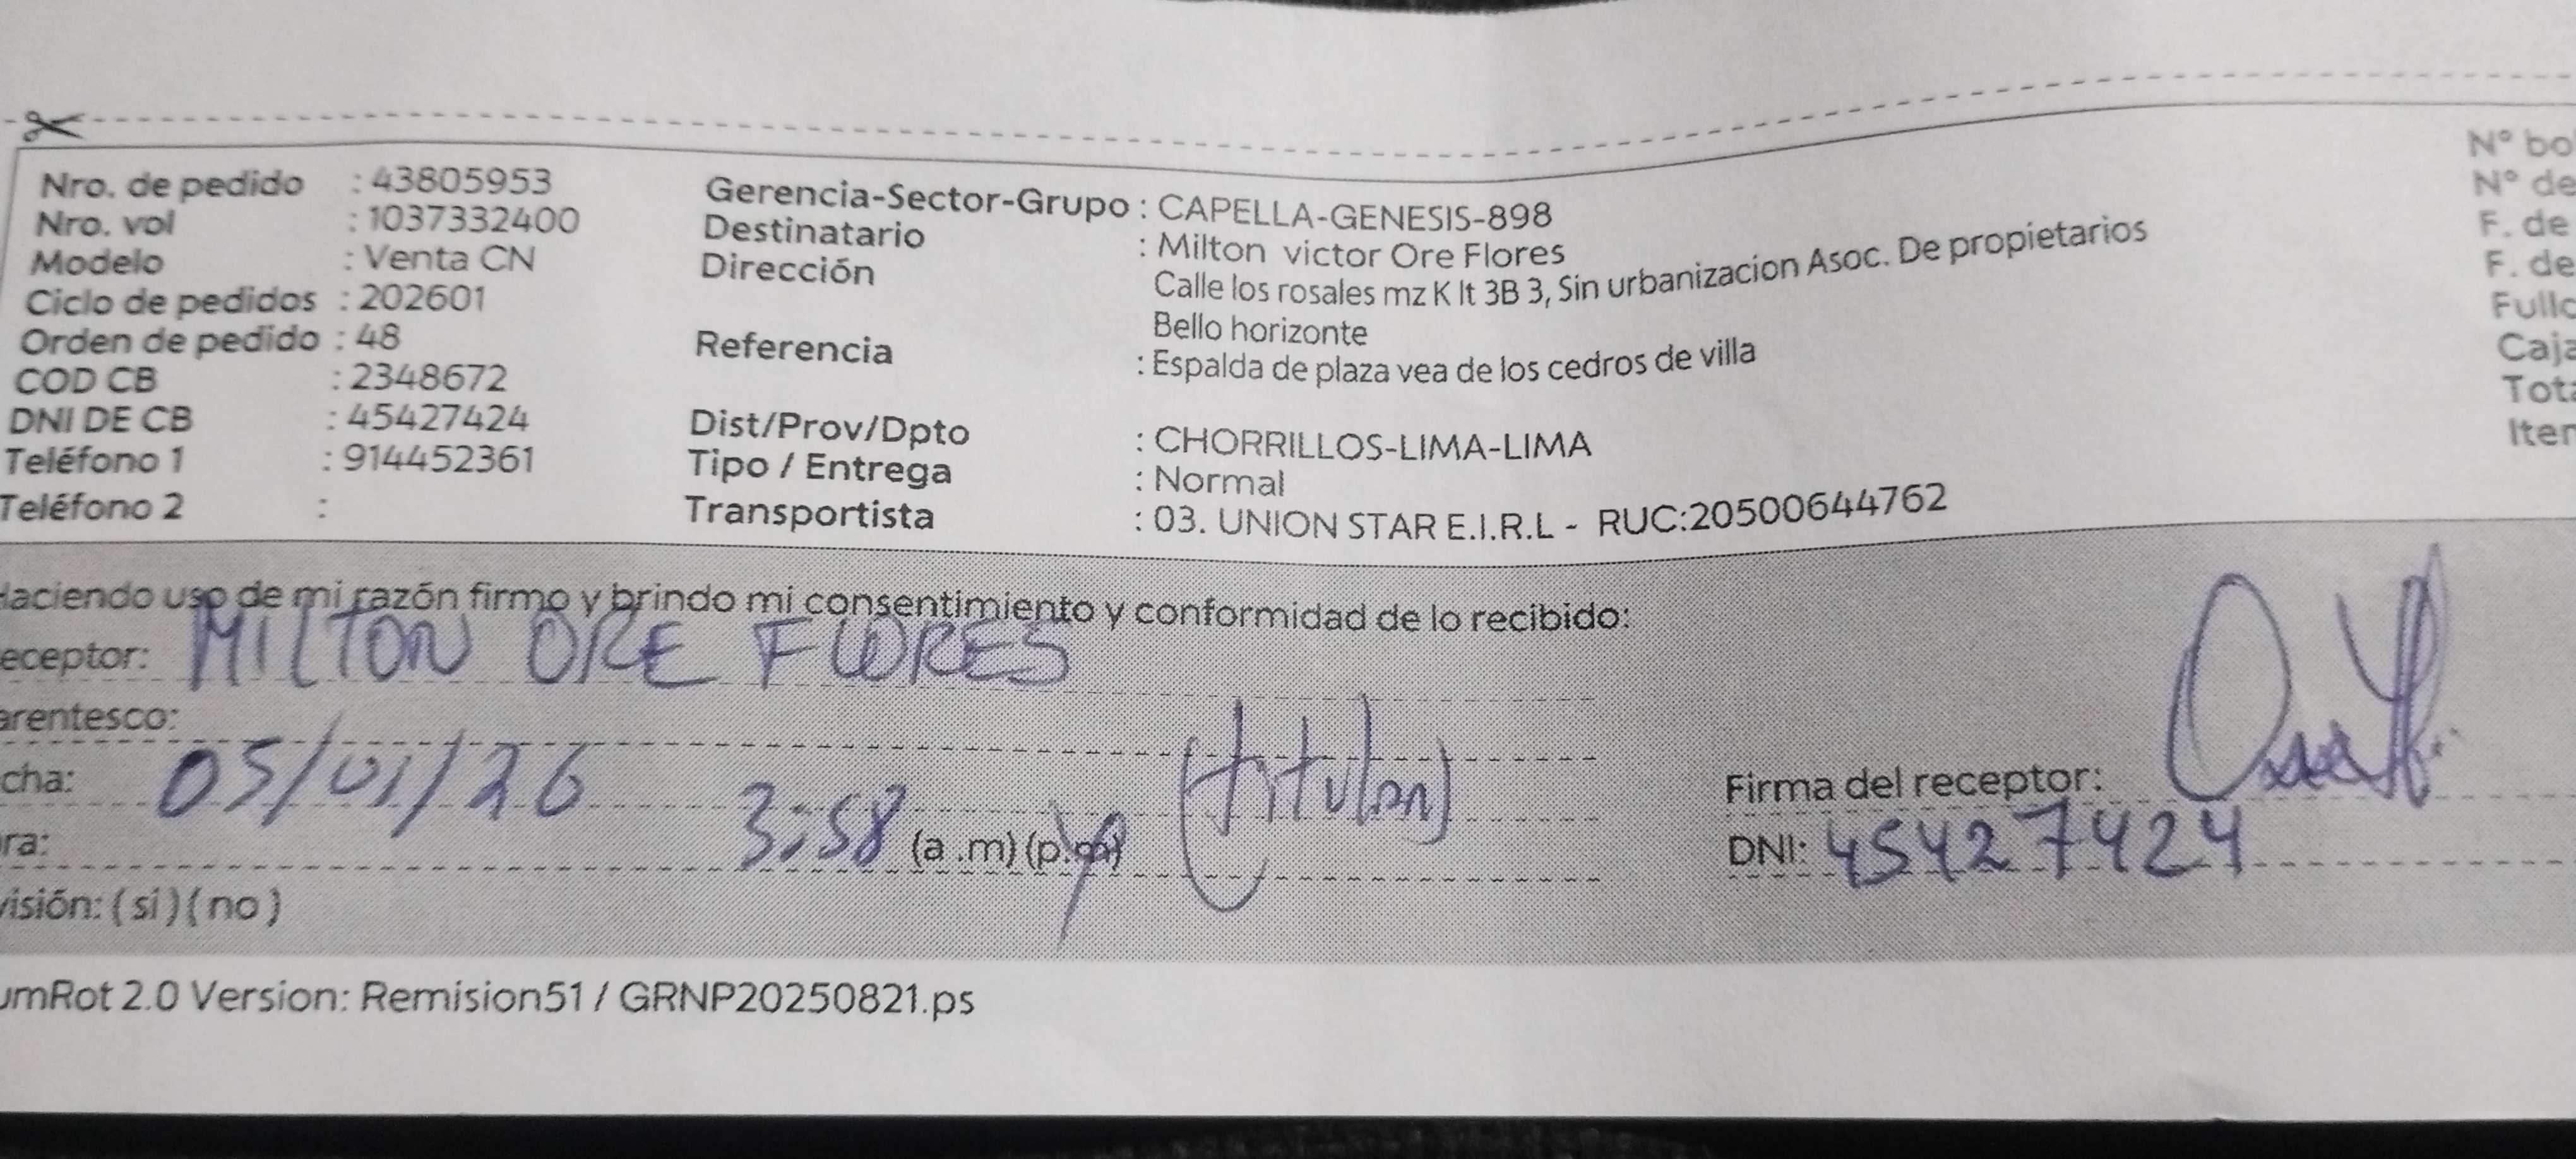 Nro. de pedido : 43805953
Nro. vol : 1037332400
Modelo : Venta CN
Ciclo de pedidos : 202601
Orden de pedido : 48
COD CB : 2348672
DNI DE CB : 45427424
Teléfono 1 : 914452361
Teléfono 2 :
Gerencia-Sector-Grupo : CAPELLA-GENESIS-898
Destinatario : Milton victor Ore Flores
Dirección Calle los rosales mz K lt 3B 3, Sin urbanizacion Asoc. De propietarios
Bello horizonte
Referencia : Espalda de plaza vea de los cedros de villa
Dist/Prov/Dpto : CHORRILLOS-LIMA-LIMA
Tipo / Entrega : Normal
Transportista : 03. UNION STAR E.I.R.L - RUC:20500644762
Nº bo
Nº de
F. de
F. de
Fullc
Caja
Tota
Iter
Haciendo uso de mi razón firmo y brindo mi consentimiento y conformidad de lo recibido:
eceptor: MILTON ORE FLORES
arentesco: (titular)
cha: 05/01/26
ra: 3:58 (a .m) (p.m)
visión: ( si ) ( no )
Firma del receptor:
DNI: 45427424
umRot 2.0 Version: Remision51 / GRNP20250821.ps